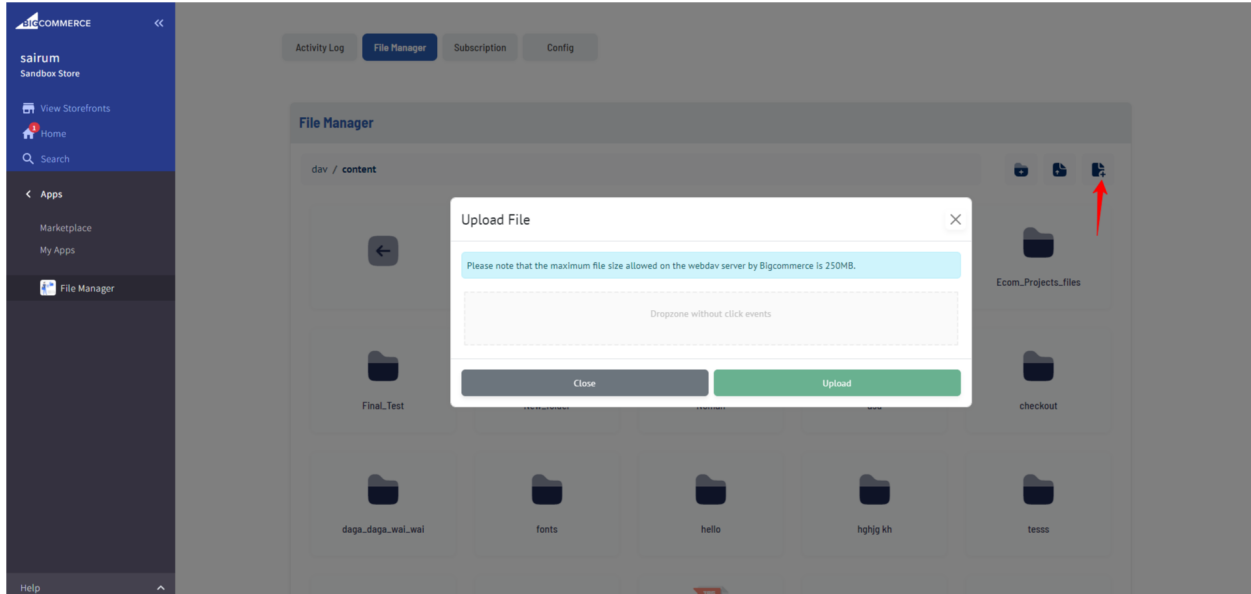 BIGCOMMERCE
sairum
Sandbox Store
View Storefronts
1
Home
Search
Apps
Marketplace
My Apps
File Manager
Help
Activity Log File Manager Subscription Config
File Manager
dav / content
Upload File
Please note that the maximum file size allowed on the webdav server by Bigcommerce is 250MB.
Dropzone without click events
Close Upload
Ecom_Projects_files
Final_Test checkout
daga_daga_wai_wai fonts hello hghjg kh tesss